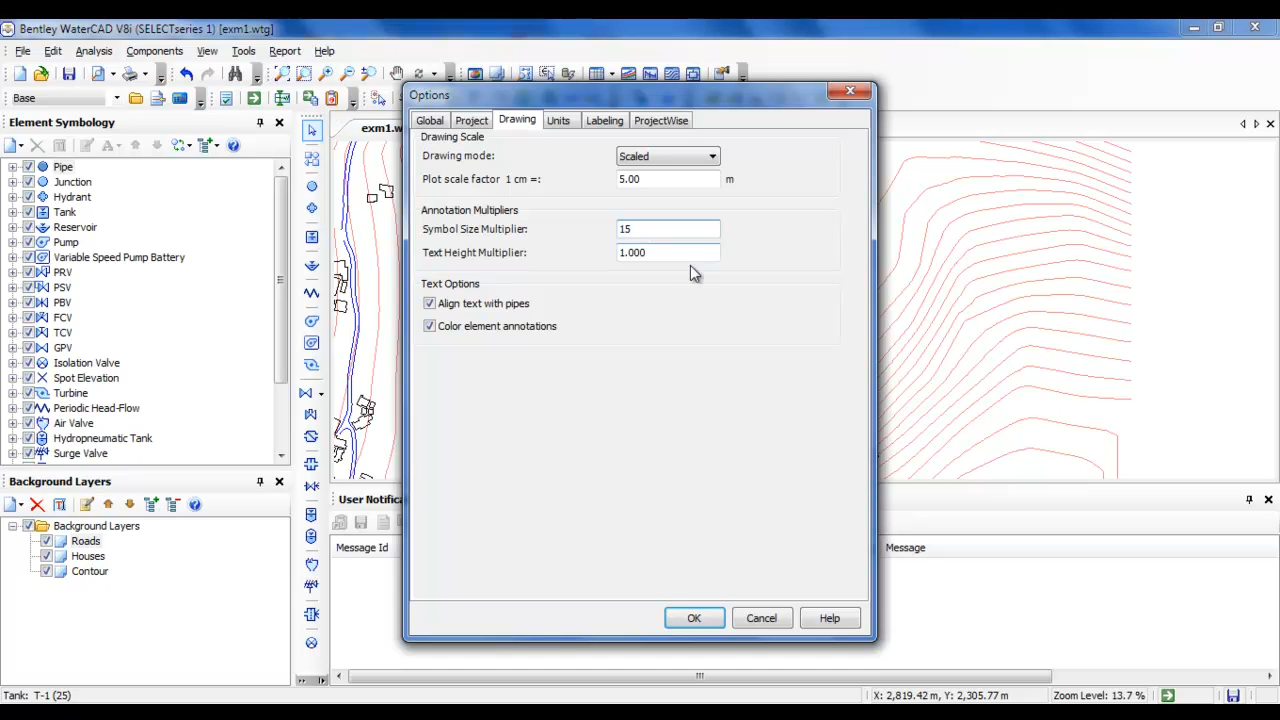 Bentley WaterCAD V8i (SELECTseries 1) [exm1.wtg]
File Edit Analysis Components View Tools Report Help
Base
Element Symbology
Pipe
Junction
Hydrant
Tank
Reservoir
Pump
Variable Speed Pump Battery
PRV
PSV
PBV
FCV
TCV
GPV
Isolation Valve
Spot Elevation
Turbine
Periodic Head-Flow
Air Valve
Hydropneumatic Tank
Surge Valve
Background Layers
Background Layers
Roads
Houses
Contour
exm1.w
Options
Global Project Drawing Units Labeling ProjectWise
Drawing Scale
Drawing mode: Scaled
Plot scale factor 1 cm =: 5.00 m
Annotation Multipliers
Symbol Size Multiplier: 15
Text Height Multiplier: 1.000
Text Options
Align text with pipes
Color element annotations
OK Cancel Help
User Notifica
Message Id Message
Tank: T-1 (25) X: 2,819.42 m, Y: 2,305.77 m Zoom Level: 13.7 %